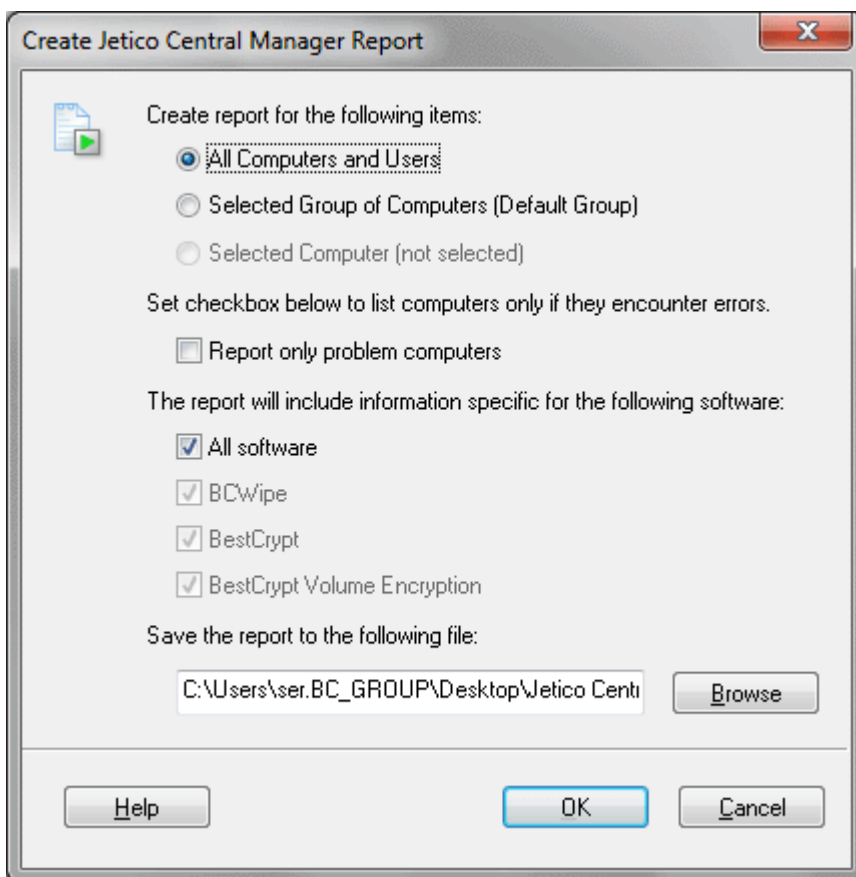 Create Jetico Central Manager Report
Create report for the following items:
All Computers and Users
Selected Group of Computers (Default Group)
Selected Computer (not selected)
Set checkbox below to list computers only if they encounter errors.
Report only problem computers
The report will include information specific for the following software:
All software
BCWipe
BestCrypt
BestCrypt Volume Encryption
Save the report to the following file:
C:\Users\ser.BC_GROUP\Desktop\Jetico Centr
Browse
Help
OK
Cancel